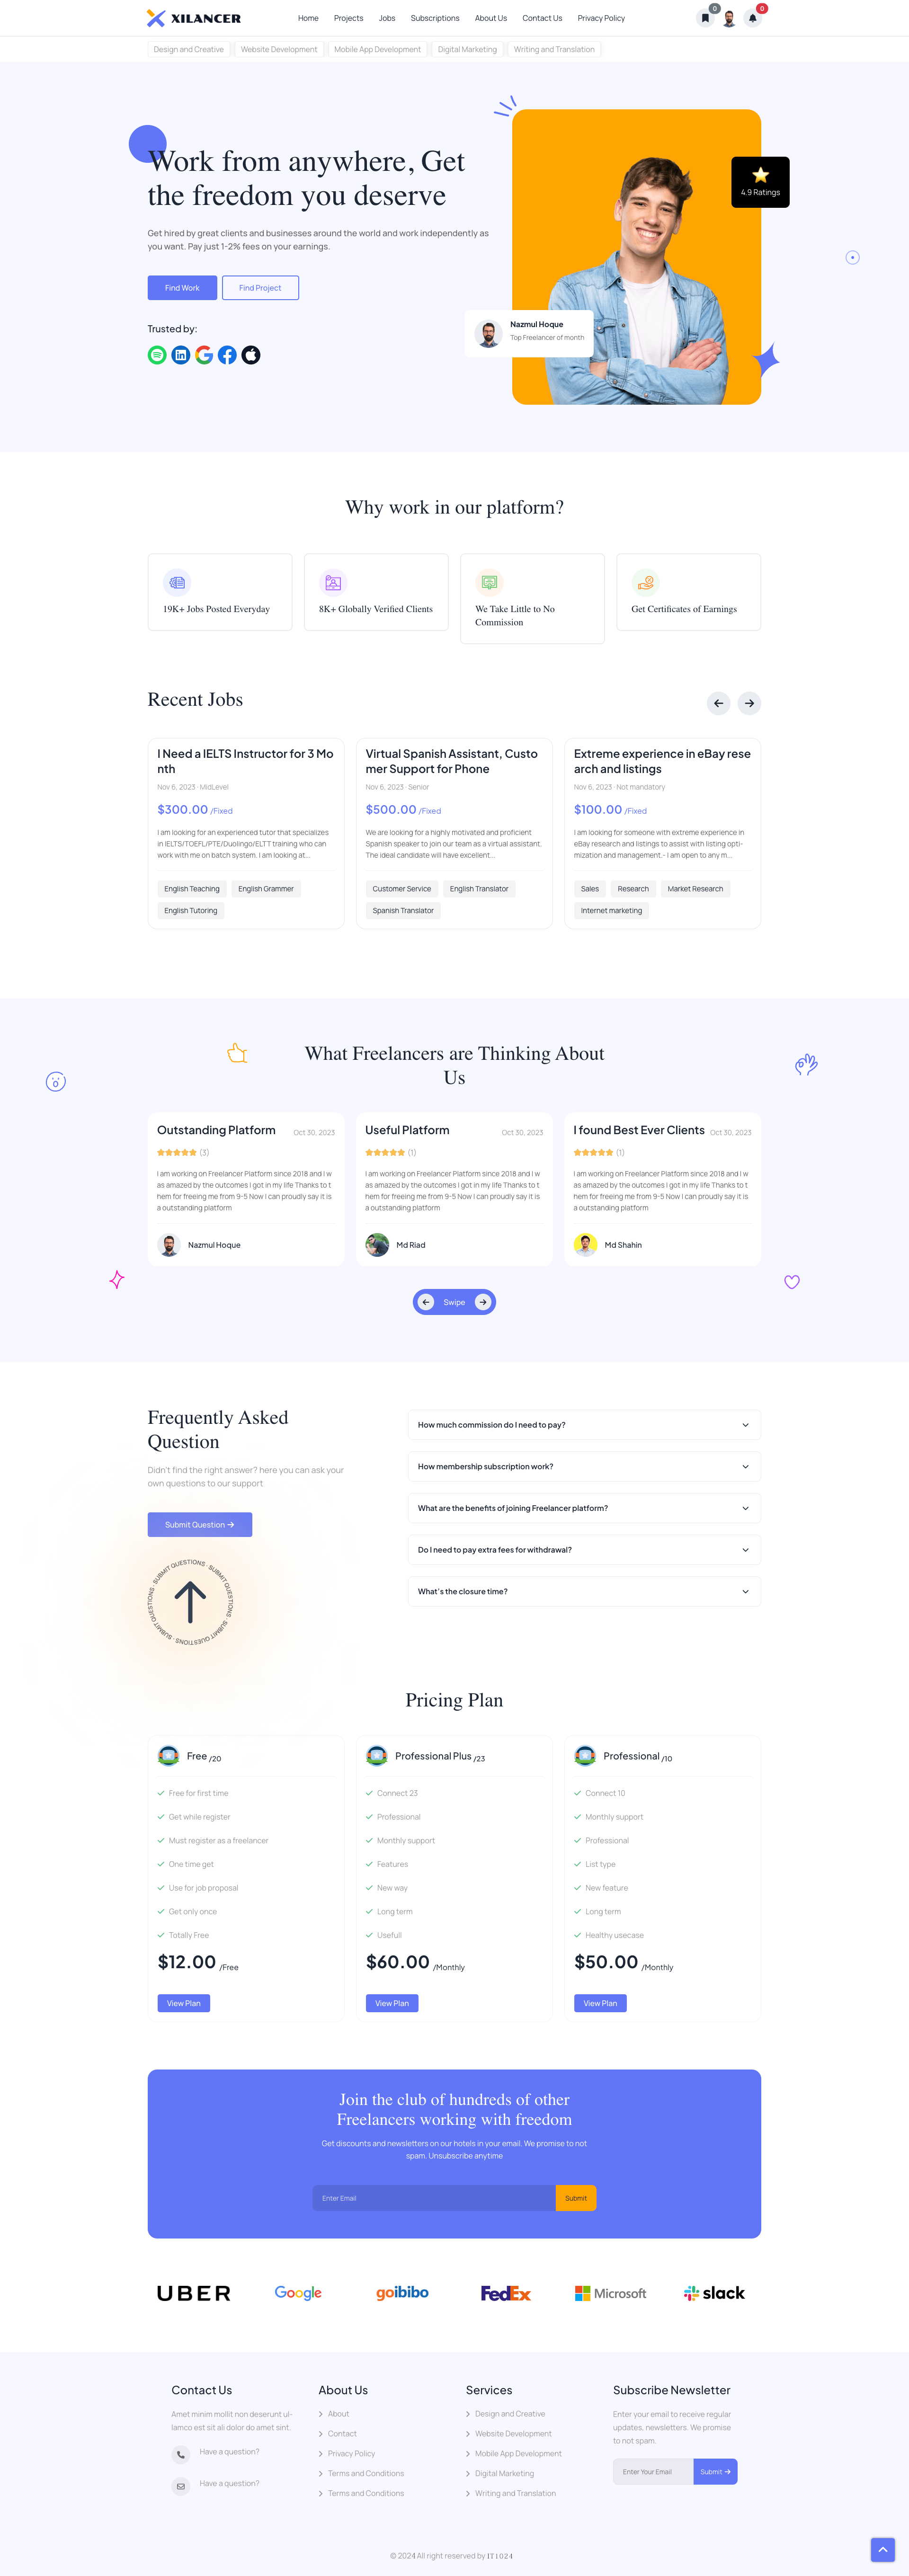 XILANCER
Home Projects Jobs Subscriptions About Us Contact Us Privacy Policy
0
0
Design and Creative Website Development Mobile App Development Digital Marketing Writing and Translation
Work from anywhere, Get
the freedom you deserve
Get hired by great clients and businesses around the world and work independently as
you want. Pay just 1-2% fees on your earnings.
Find Work Find Project
Trusted by:
4.9 Ratings
Nazmul Hoque
Top Freelancer of month
Why work in our platform?
19K+ Jobs Posted Everyday
8K+ Globally Verified Clients
We Take Little to No
Commission
Get Certificates of Earnings
Recent Jobs
I Need a IELTS Instructor for 3 Mo
nth
Nov 6, 2023 · MidLevel
$300.00 /Fixed
I am looking for an experienced tutor that specializes
in IELTS/TOEFL/PTE/Duolingo/ELTT training who can
work with me on batch system. I am looking at...
English Teaching English Grammer
English Tutoring
Virtual Spanish Assistant, Custo
mer Support for Phone
Nov 6, 2023 · Senior
$500.00 /Fixed
We are looking for a highly motivated and proficient
Spanish speaker to join our team as a virtual assistant.
The ideal candidate will have excellent...
Customer Service English Translator
Spanish Translator
Extreme experience in eBay rese
arch and listings
Nov 6, 2023 · Not mandatory
$100.00 /Fixed
I am looking for someone with extreme experience in
eBay research and listings to assist with listing opti-
mization and management.- I am open to any m...
Sales Research Market Research
Internet marketing
What Freelancers are Thinking About
Us
Outstanding Platform Oct 30, 2023
(3)
I am working on Freelancer Platform since 2018 and I w
as amazed by the outcomes I got in my life Thanks to t
hem for freeing me from 9-5 Now I can proudly say it is
a outstanding platform
Nazmul Hoque
Useful Platform Oct 30, 2023
(1)
I am working on Freelancer Platform since 2018 and I w
as amazed by the outcomes I got in my life Thanks to t
hem for freeing me from 9-5 Now I can proudly say it is
a outstanding platform
Md Riad
I found Best Ever Clients Oct 30, 2023
(1)
I am working on Freelancer Platform since 2018 and I w
as amazed by the outcomes I got in my life Thanks to t
hem for freeing me from 9-5 Now I can proudly say it is
a outstanding platform
Md Shahin
Swipe
Frequently Asked
Question
Didn't find the right answer? here you can ask your
own questions to our support
Submit Question
SUBMIT QUESTIONS · SUBMIT QUESTIONS · SUBMIT QUESTIONS · SUBMIT QUESTIONS ·
How much commission do I need to pay?
How membership subscription work?
What are the benefits of joining Freelancer platform?
Do I need to pay extra fees for withdrawal?
What's the closure time?
Pricing Plan
Free /20
Free for first time
Get while register
Must register as a freelancer
One time get
Use for job proposal
Get only once
Totally Free
$12.00 /Free
View Plan
Professional Plus /23
Connect 23
Professional
Monthly support
Features
New way
Long term
Usefull
$60.00 /Monthly
View Plan
Professional /10
Connect 10
Monthly support
Professional
List type
New feature
Long term
Healthy usecase
$50.00 /Monthly
View Plan
Join the club of hundreds of other
Freelancers working with freedom
Get discounts and newsletters on our hotels in your email. We promise to not
spam. Unsubscribe anytime
Enter Email Submit
UBER Google goibibo FedEx Microsoft slack
Contact Us
Amet minim mollit non deserunt ul-
lamco est sit ali dolor do amet sint.
Have a question?
Have a question?
About Us
About
Contact
Privacy Policy
Terms and Conditions
Terms and Conditions
Services
Design and Creative
Website Development
Mobile App Development
Digital Marketing
Writing and Translation
Subscribe Newsletter
Enter your email to receive regular
updates, newsletters. We promise
to not spam.
Enter Your Email Submit
© 2024 All right reserved by IT1024